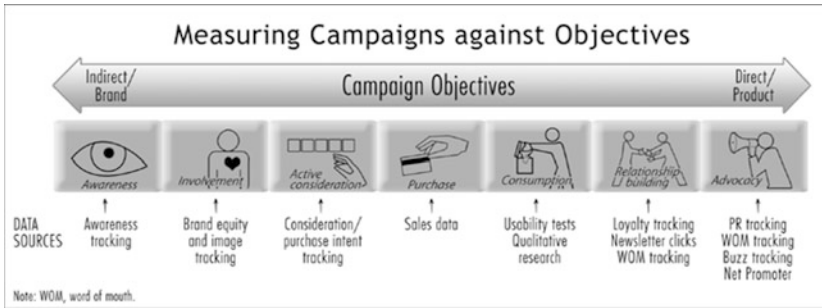 Measuring Campaigns against Objectives
Indirect/
Brand
Campaign Objectives
Direct/
Product
Awareness
Involvement
Active
consideration
Purchase
Consumption
Relationship
building
Advocacy
DATA
SOURCES
Awareness
tracking
Brand equity
and image
tracking
Consideration/
purchase intent
tracking
Sales data
Usability tests
Qualitative
research
Loyalty tracking
Newsletter clicks
WOM tracking
PR tracking
WOM tracking
Buzz tracking
Net Promoter
Note: WOM, word of mouth.